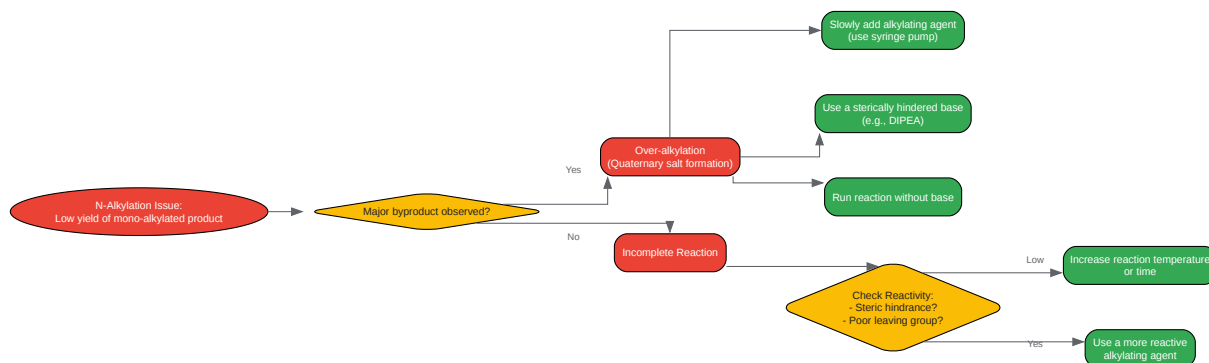 Slowly add alkylating agent
(use syringe pump)
Use a sterically hindered base
(e.g., DIPEA)
Over-alkylation
(Quaternary salt formation)
Yes
Run reaction without base
N-Alkylation Issue:
Low yield of mono-alkylated product
Major byproduct observed?
No
Incomplete Reaction
Low
Increase reaction temperature
or time
Check Reactivity:
- Steric hindrance?
- Poor leaving group?
Yes
Use a more reactive
alkylating agent